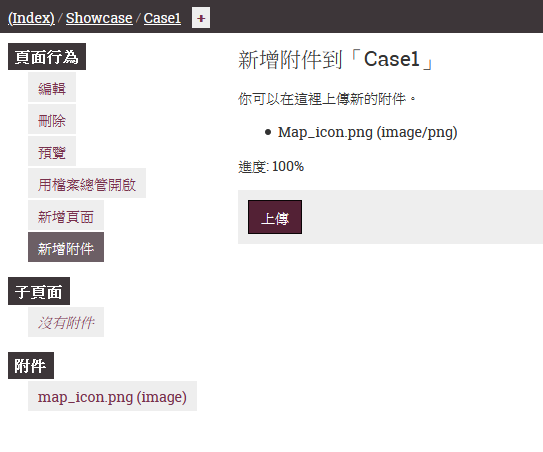 (Index) / Showcase / Case1 +
頁面行為
編輯
刪除
預覽
用檔案總管開啟
新增頁面
新增附件
子頁面
沒有附件
附件
map_icon.png (image)
新增附件到「Case1」
你可以在這裡上傳新的附件。
Map_icon.png (image/png)
進度: 100%
上傳